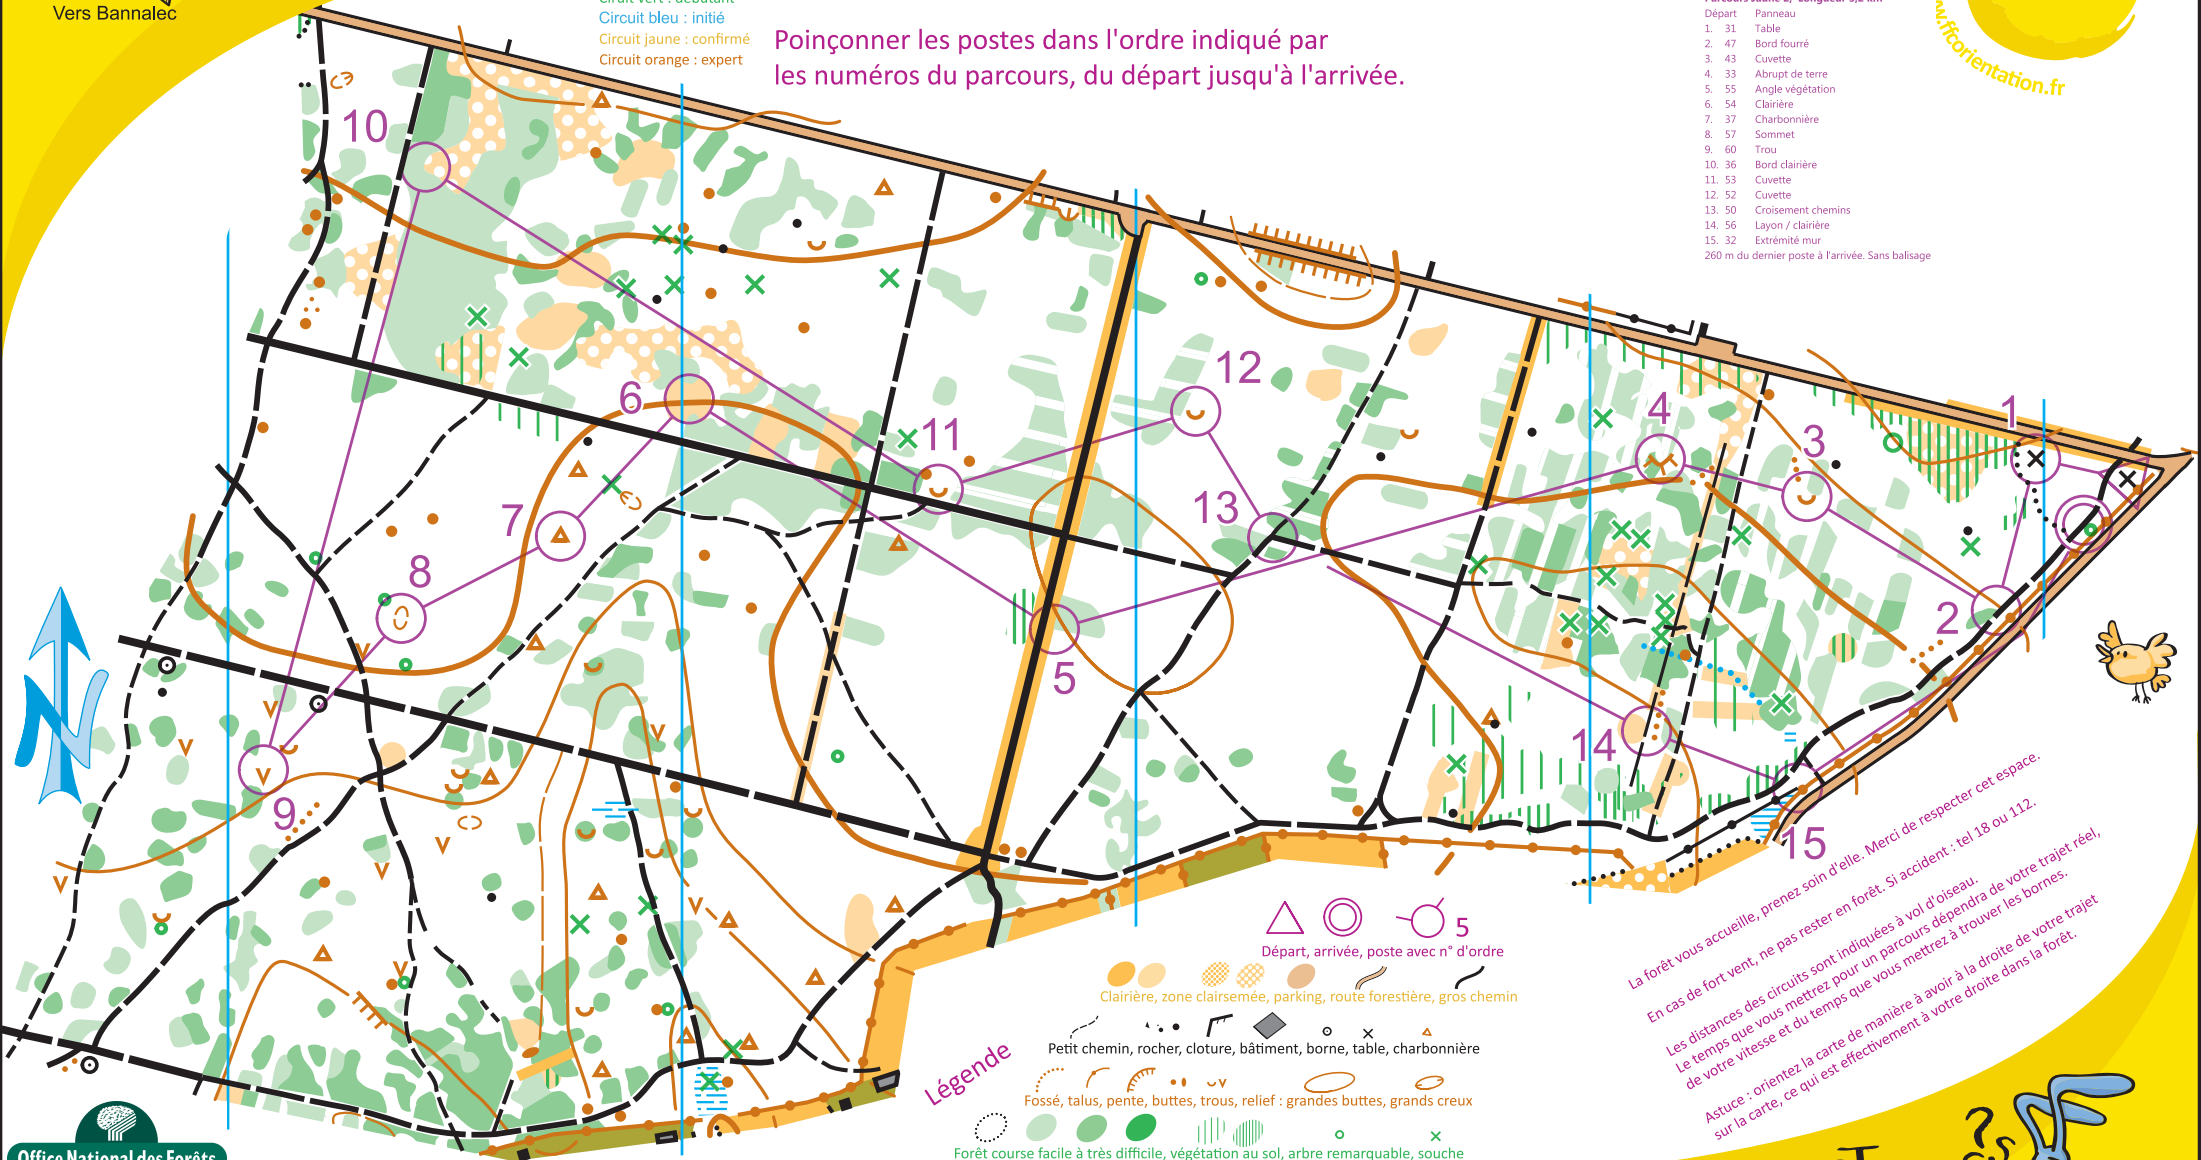 Vers Bannalec
Ciruit vert : débutant
Circuit bleu : initié
Circuit jaune : confirmé
Circuit orange : expert
Poinçonner les postes dans l'ordre indiqué par
les numéros du parcours, du départ jusqu'à l'arrivée.
Départ Panneau
1. 31 Table
2. 47 Bord fourré
3. 43 Cuvette
4. 33 Abrupt de terre
5. 55 Angle végétation
6. 54 Clairière
7. 37 Charbonnière
8. 57 Sommet
9. 60 Trou
10. 36 Bord clairière
11. 53 Cuvette
12. 52 Cuvette
13. 50 Croisement chemins
14. 56 Layon / clairière
15. 32 Extrémité mur
260 m du dernier poste à l'arrivée. Sans balisage
w.ffcorientation.fr
10
12
6
11
4
1
3
7
13
8
2
5
14
9
15
N
La forêt vous accueille, prenez soin d'elle. Merci de respecter cet espace.
En cas de fort vent, ne pas rester en forêt. Si accident : tel 18 ou 112.
Les distances des circuits sont indiquées à vol d'oiseau.
Le temps que vous mettrez pour un parcours dépendra de votre trajet réel,
de votre vitesse et du temps que vous mettrez à trouver les bornes.
Astuce : orientez la carte de manière à avoir à la droite de votre trajet
sur la carte, ce qui est effectivement à votre droite dans la forêt.
5
Départ, arrivée, poste avec n° d'ordre
Clairière, zone clairsemée, parking, route forestière, gros chemin
Petit chemin, rocher, cloture, bâtiment, borne, table, charbonnière
Légende
Fossé, talus, pente, buttes, trous, relief : grandes buttes, grands creux
Forêt course facile à très difficile, végétation au sol, arbre remarquable, souche
Office National des Forêts